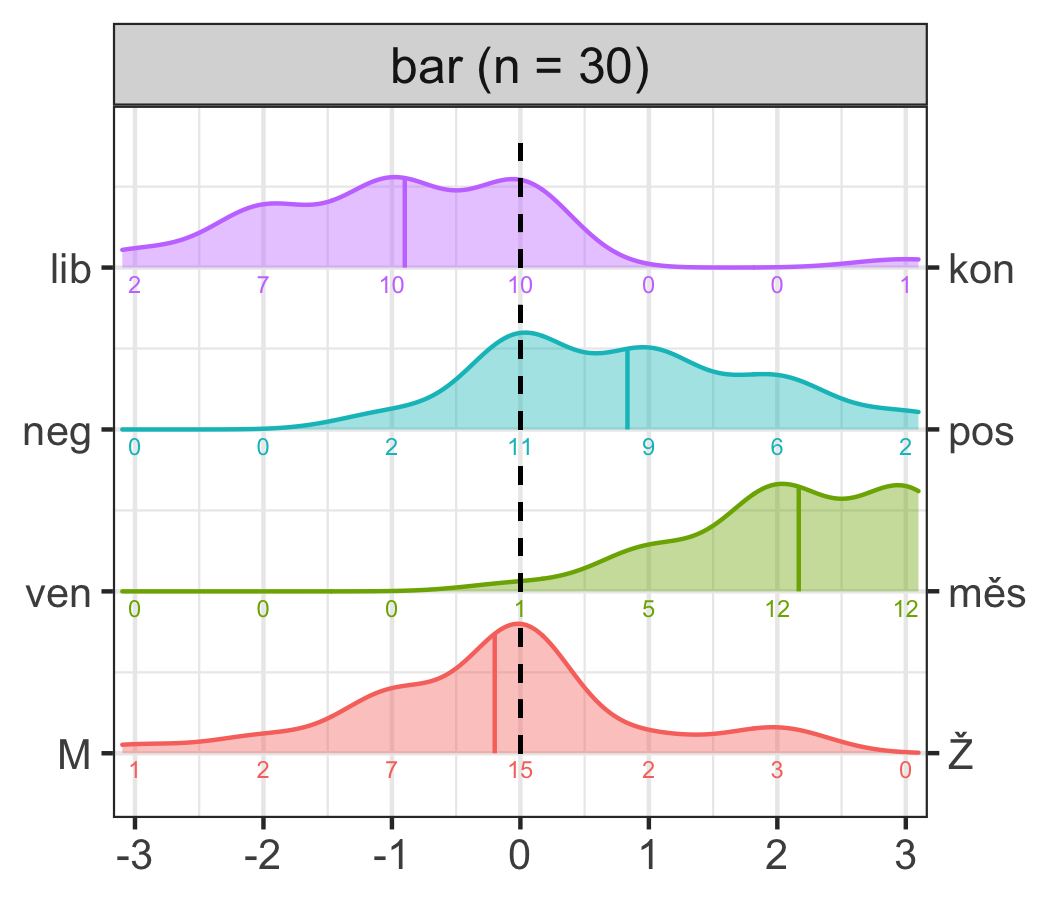 bar (n = 30)
lib kon
2 7 10 10 0 0 1
neg pos
0 0 2 11 9 6 2
ven měs
0 0 0 1 5 12 12
M Ž
1 2 7 15 2 3 0
-3 -2 -1 0 1 2 3